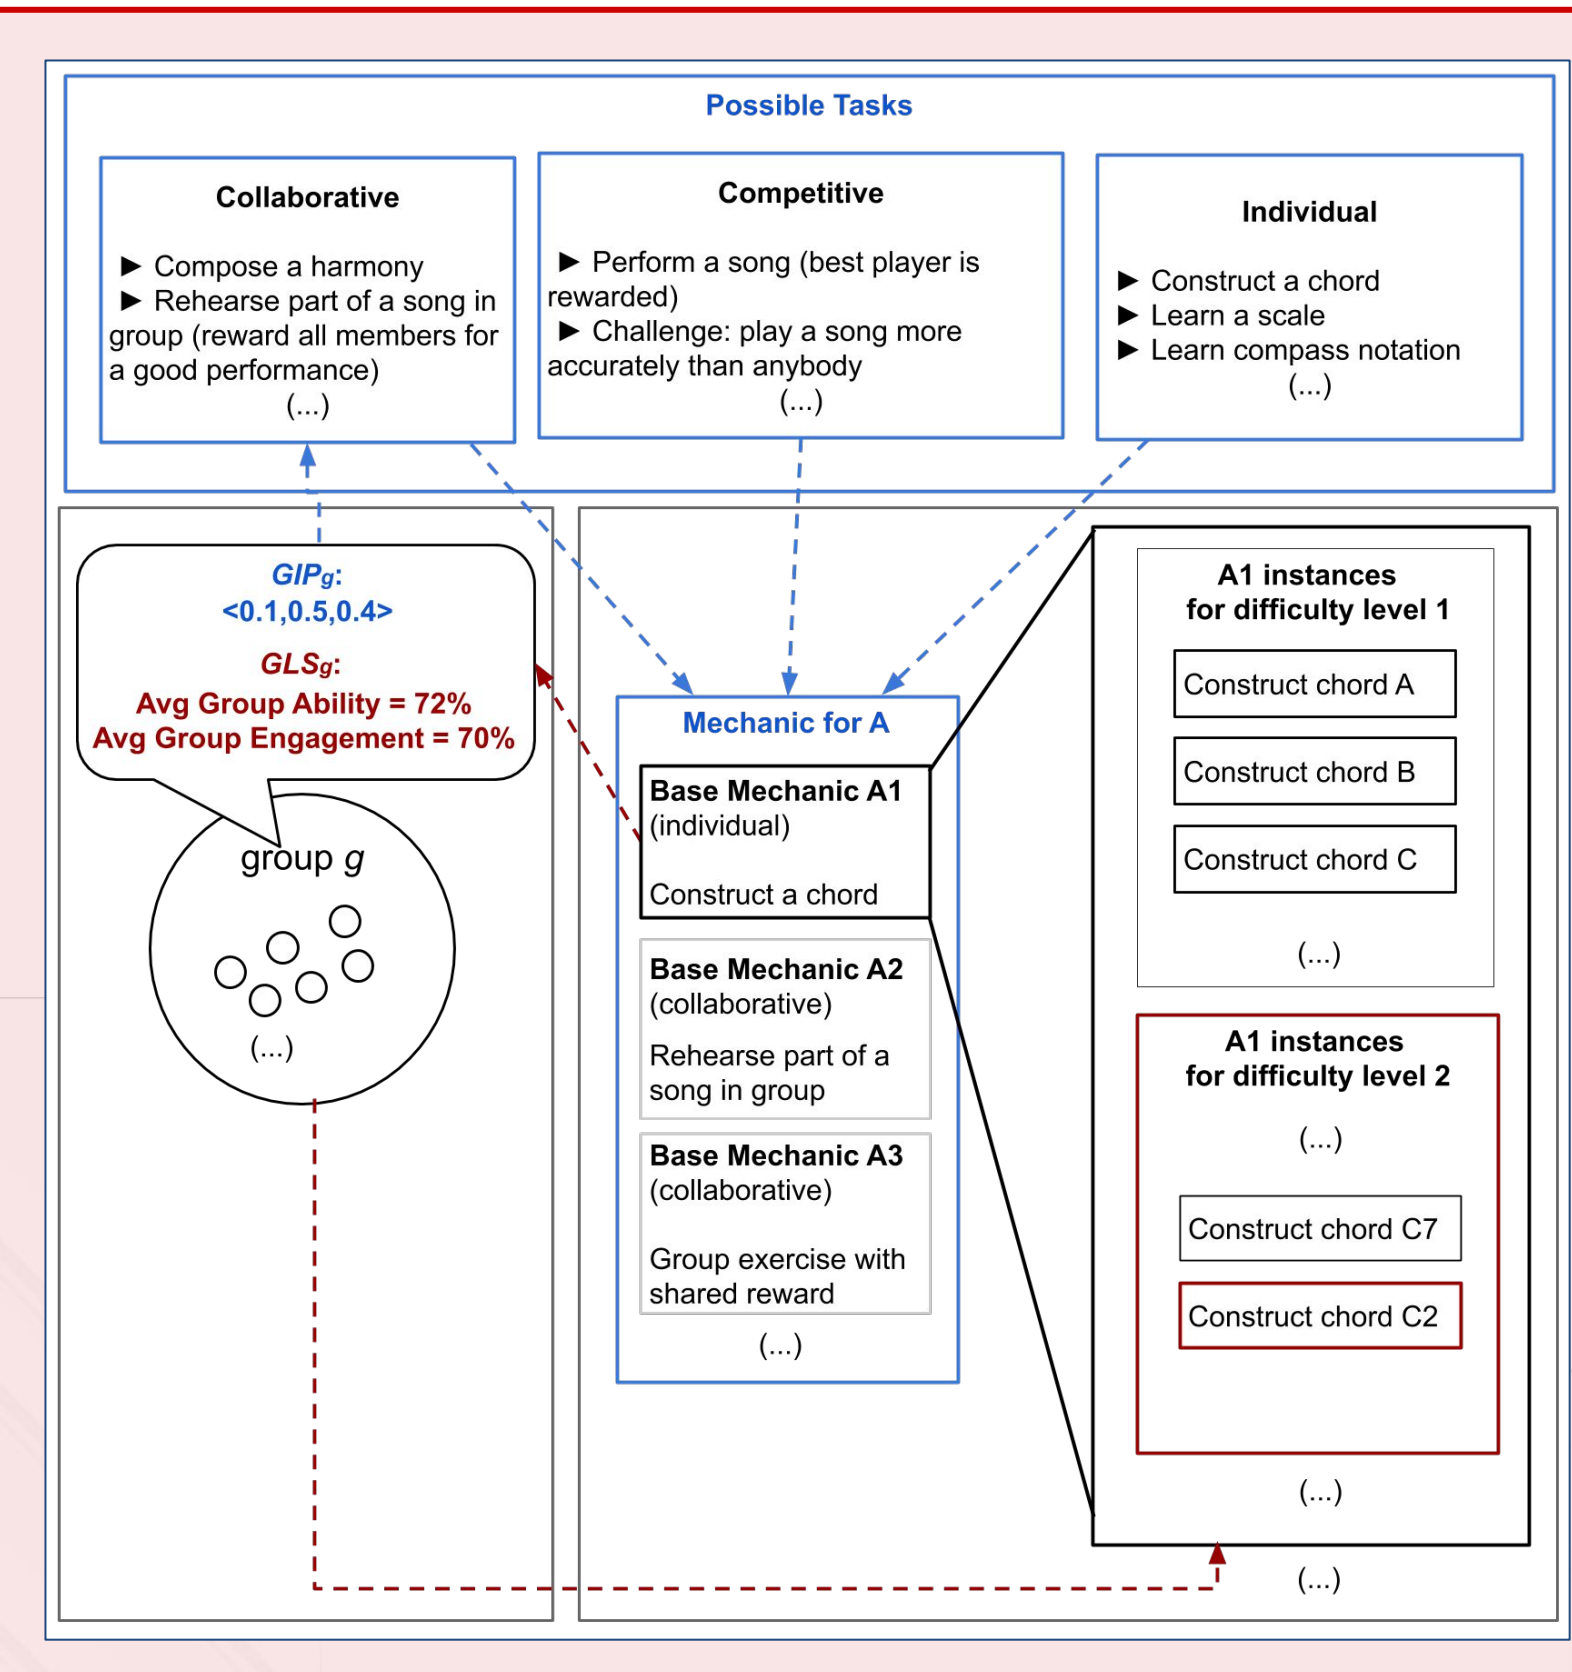 Possible Tasks
Collaborative
► Compose a harmony
► Rehearse part of a song in
group (reward all members for
a good performance)
(...)
Competitive
► Perform a song (best player is
rewarded)
► Challenge: play a song more
accurately than anybody
(...)
Individual
► Construct a chord
► Learn a scale
► Learn compass notation
(...)
GIPg:
<0.1,0.5,0.4>
GLSg:
Avg Group Ability = 72%
Avg Group Engagement = 70%
group g
(...)
Mechanic for A
Base Mechanic A1
(individual)
Construct a chord
Base Mechanic A2
(collaborative)
Rehearse part of a
song in group
Base Mechanic A3
(collaborative)
Group exercise with
shared reward
(...)
A1 instances
for difficulty level 1
Construct chord A
Construct chord B
Construct chord C
(...)
A1 instances
for difficulty level 2
(...)
Construct chord C7
Construct chord C2
(...)
(...)